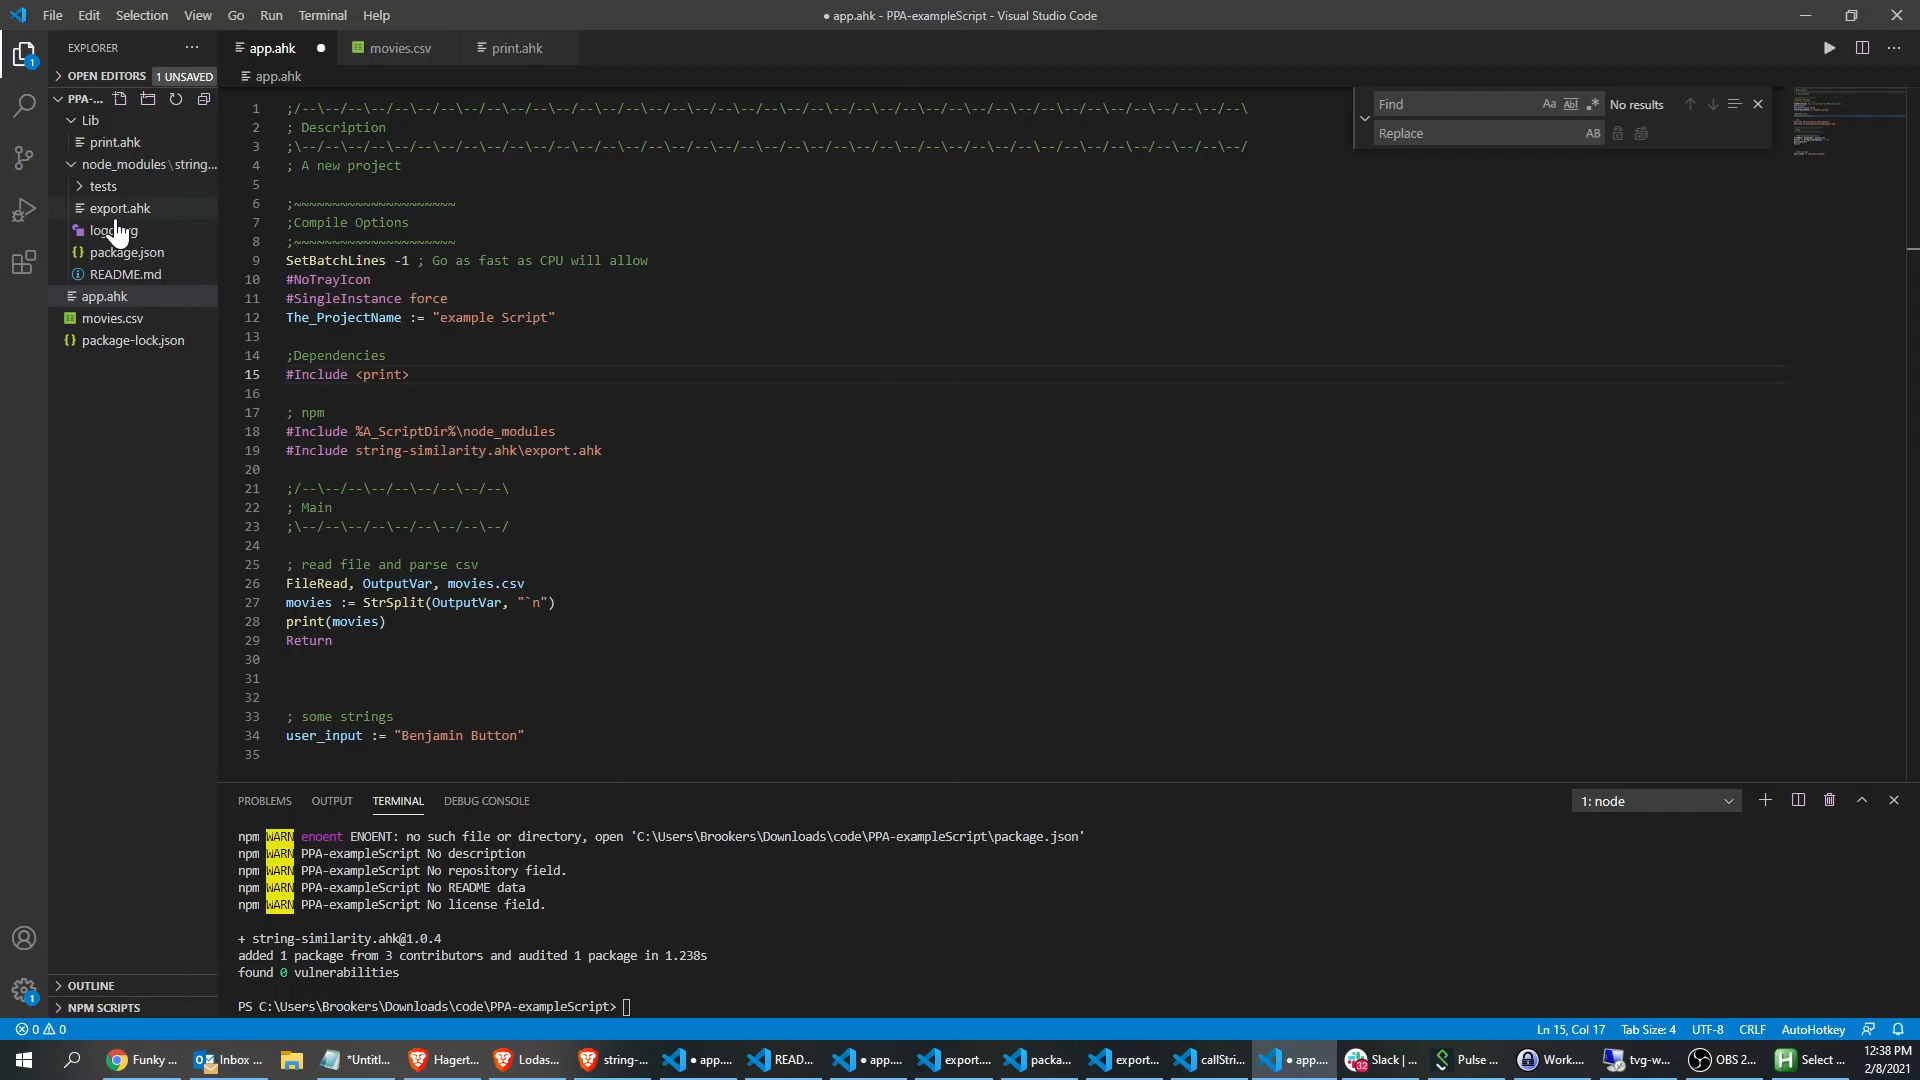 File Edit Selection View Go Run Terminal Help
● app.ahk - PPA-exampleScript - Visual Studio Code
EXPLORER
OPEN EDITORS 1 UNSAVED
PPA-...
Lib
print.ahk
node_modules\string...
tests
export.ahk
package.json
README.md
app.ahk
movies.csv
package-lock.json
OUTLINE
NPM SCRIPTS
app.ahk movies.csv print.ahk
app.ahk
Find Aa Abl .* No results
Replace AB
1 ;/--\--/--\--/--\--/--\--/--\--/--\--/--\--/--\--/--\--/--\--/--\--/--\--/--\--/--\--/--\--/--\--/--\--/--\--/--\--/--\--/--\
2 ; Description
3 ;\--/--\--/--\--/--\--/--\--/--\--/--\--/--\--/--\--/--\--/--\--/--\--/--\--/--\--/--\--/--\--/--\--/--\--/--\--/--\--/--\--/
4 ; A new project
5
6 ;~~~~~~~~~~~~~~~~~~~~~
7 ;Compile Options
8 ;~~~~~~~~~~~~~~~~~~~~~
9 SetBatchLines -1 ; Go as fast as CPU will allow
10 #NoTrayIcon
11 #SingleInstance force
12 The_ProjectName := "example Script"
13
14 ;Dependencies
15 #Include <print>
16
17 ; npm
18 #Include %A_ScriptDir%\node_modules
19 #Include string-similarity.ahk\export.ahk
20
21 ;/--\--/--\--/--\--/--\--/--\
22 ; Main
23 ;\--/--\--/--\--/--\--/--\--/
24
25 ; read file and parse csv
26 FileRead, OutputVar, movies.csv
27 movies := StrSplit(OutputVar, "`n")
28 print(movies)
29 Return
30
31
32
33 ; some strings
34 user_input := "Benjamin Button"
35
PROBLEMS OUTPUT TERMINAL DEBUG CONSOLE
1: node
npm WARN enoent ENOENT: no such file or directory, open 'C:\Users\Brookers\Downloads\code\PPA-exampleScript\package.json'
npm WARN PPA-exampleScript No description
npm WARN PPA-exampleScript No repository field.
npm WARN PPA-exampleScript No README data
npm WARN PPA-exampleScript No license field.
+ string-similarity.ahk@1.0.4
added 1 package from 3 contributors and audited 1 package in 1.238s
found 0 vulnerabilities
PS C:\Users\Brookers\Downloads\code\PPA-exampleScript>
0 0
Ln 15, Col 17 Tab Size: 4 UTF-8 CRLF AutoHotkey
Funky ... Inbox ... *Untitl... Hagert... Lodas... string-... ● app.... READ... ● app.... export.... packa... export... callStri... ● app.... Slack | ... Pulse ... Work.... tvg-w... OBS 2... Select ...
12:38 PM
2/8/2021